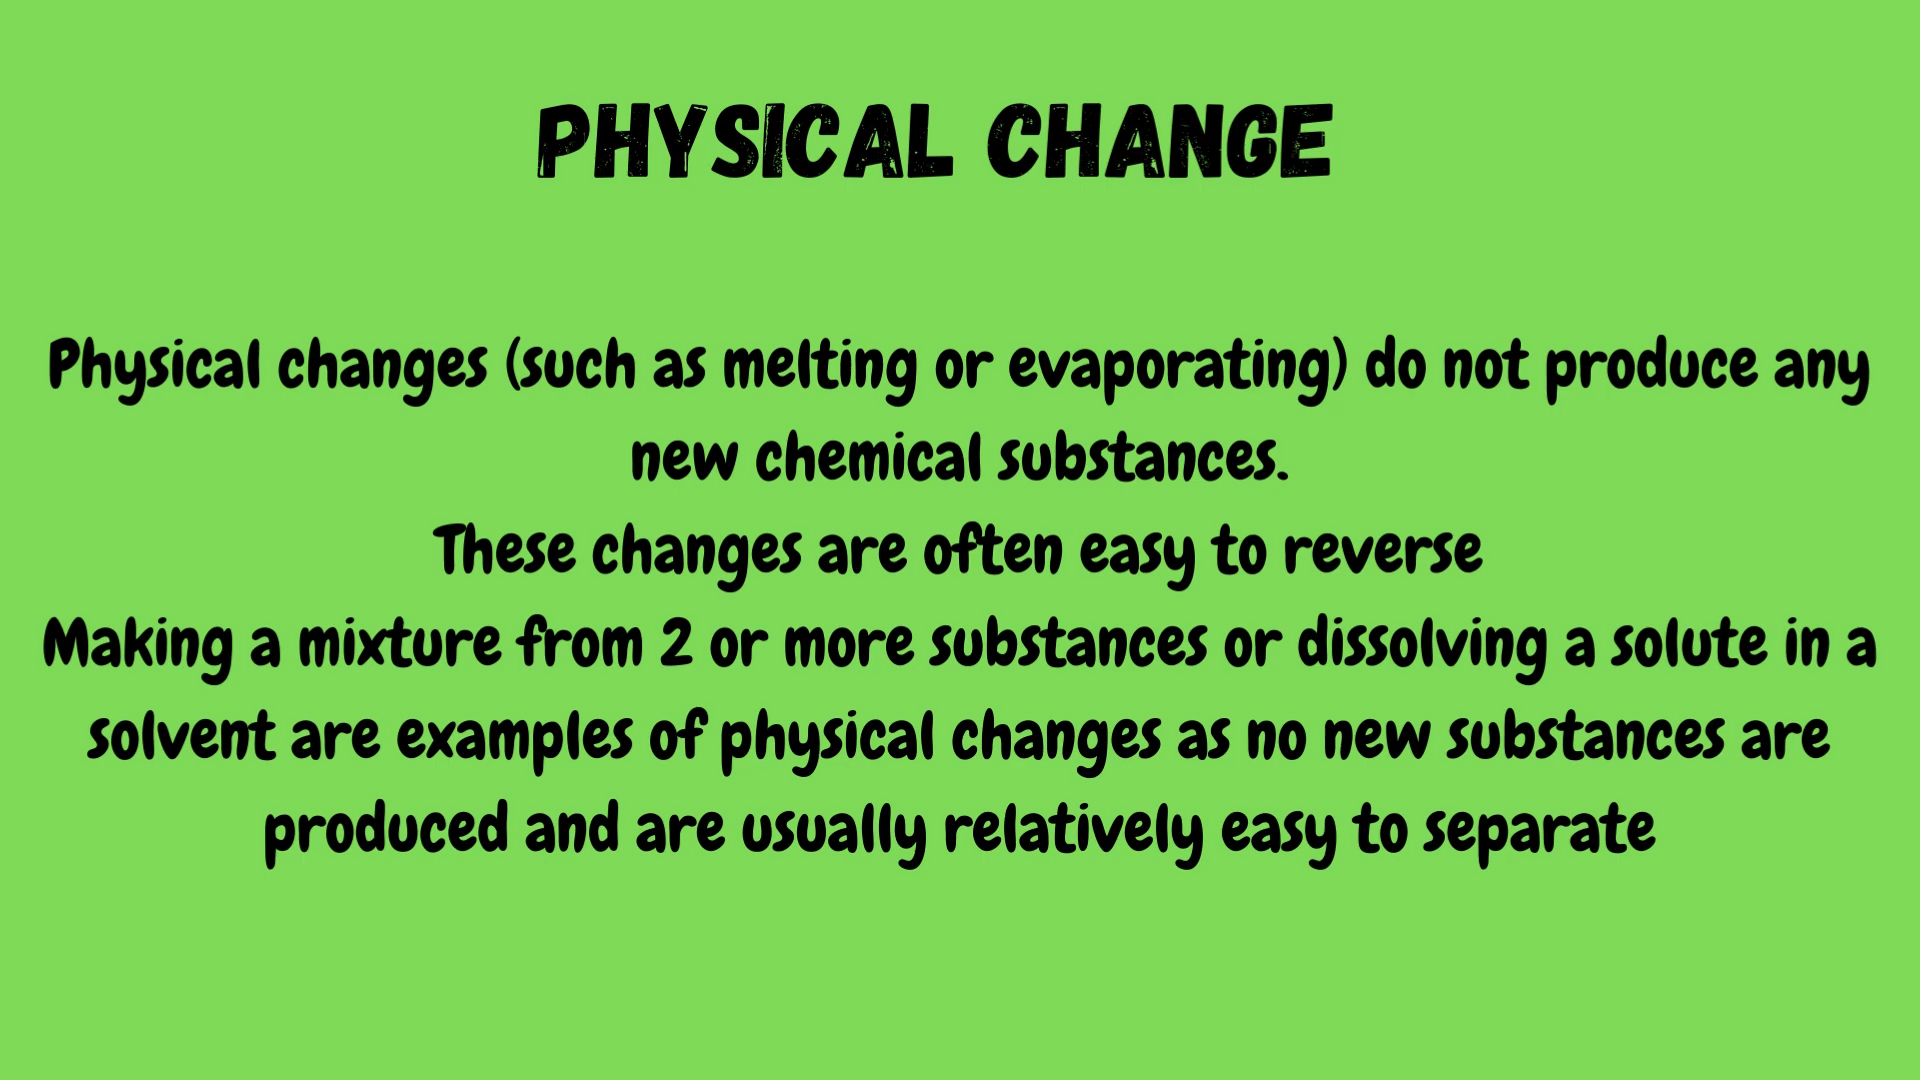 PHYSICAL CHANGE
Physical changes (such as melting or evaporating) do not produce any
new chemical substances.
These changes are often easy to reverse
Making a mixture from 2 or more substances or dissolving a solute in a
solvent are examples of physical changes as no new substances are
produced and are usually relatively easy to separate